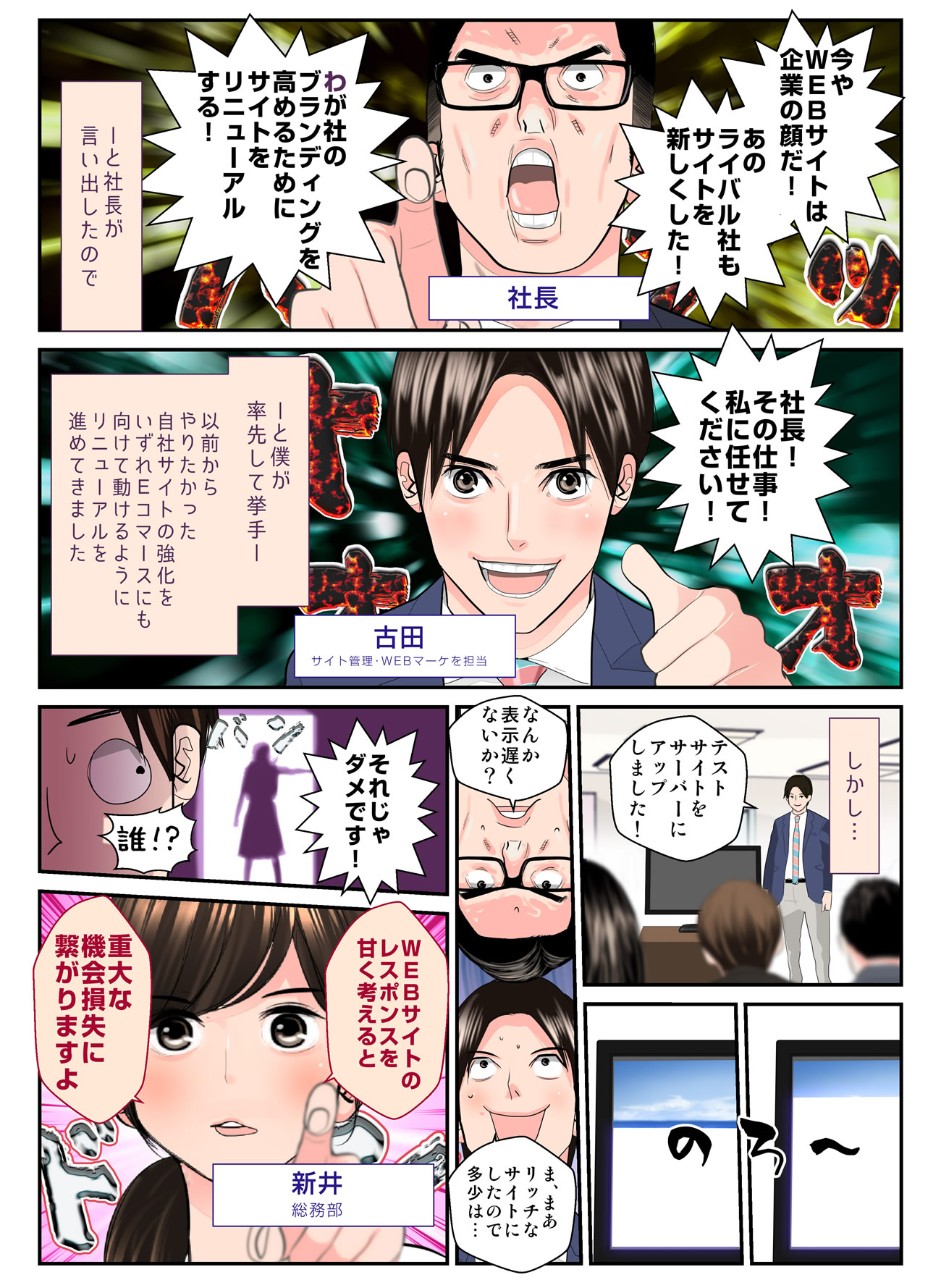 今や
WEBサイトは
企業の顔だ！
あの
ライバル社も
サイトを
新しくした！
わが社の
ブランディングを
高めるために
サイトを
リニューアル
する！
社長
ーと社長が
言い出したので
社長！
その仕事！
私に任せて
ください！
オ
オ
オ
古田
サイト管理・WEBマーケを担当
ーと僕が
率先して挙手ー
以前から
やりたかった
自社サイトの強化を
いずれEコマースにも
向けて動けるように
リニューアルを
進めてきました
しかし…
テスト
サイトを
サーバーに
アップ
しました！
のろ〜
なんか
表示遅く
ないか？
ま、まあ
リッチな
サイトに
したので
多少は…
それじゃ
ダメです！
バン
誰！？
WEBサイトの
レスポンスを
甘く考えると
重大な
機会損失に
繋がりますよ
ド
新井
総務部